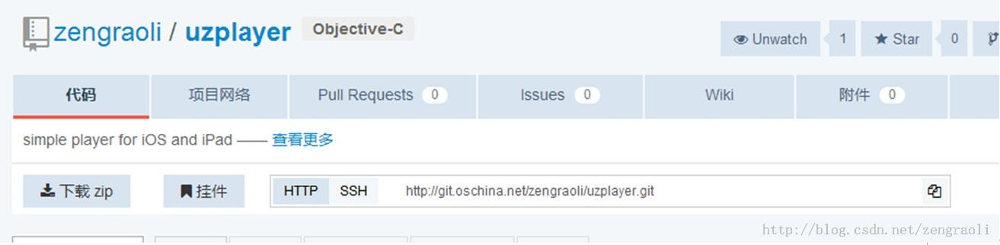 zengraoli / uzplayer Objective-C Unwatch 1 Star 0
代码 项目网络 Pull Requests 0 Issues 0 Wiki 附件 0
simple player for iOS and iPad —— 查看更多
下载 zip 挂件 HTTP SSH http://git.oschina.net/zengraoli/uzplayer.git
http://blog.csdn.net/zengraoli